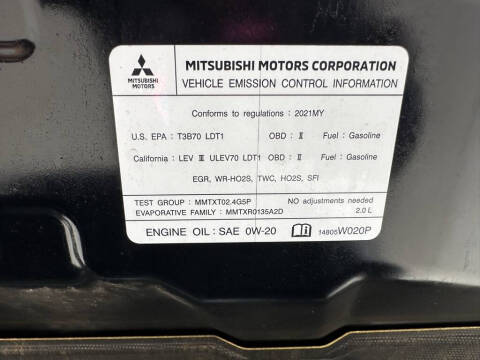 MITSUBISHI MOTORS CORPORATION
MITSUBISHI
MOTORS
VEHICLE EMISSION CONTROL INFORMATION
Conforms to regulations : 2021MY
U.S. EPA : T3B70 LDT1 OBD : Ⅱ Fuel : Gasoline
California : LEV Ⅲ ULEV70 LDT1 OBD : Ⅱ Fuel : Gasoline
EGR, WR-HO2S, TWC, HO2S, SFI
TEST GROUP : MMTXT02.4G5P NO adjustments needed
EVAPORATIVE FAMILY : MMTXR0135A2D 2.0 L
ENGINE OIL : SAE 0W-20 14805W020P